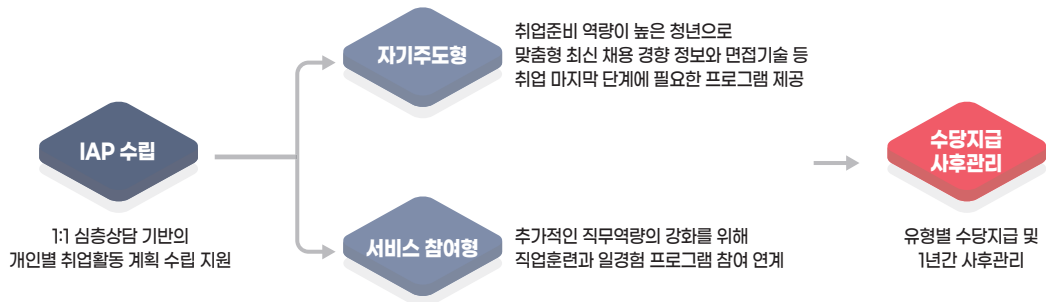 IAP 수립
1:1 심층상담 기반의
개인별 취업활동 계획 수립 지원
자기주도형
취업준비 역량이 높은 청년으로
맞춤형 최신 채용 경향 정보와 면접기술 등
취업 마지막 단계에 필요한 프로그램 제공
서비스 참여형
추가적인 직무역량의 강화를 위해
직업훈련과 일경험 프로그램 참여 연계
수당지급
사후관리
유형별 수당지급 및
1년간 사후관리